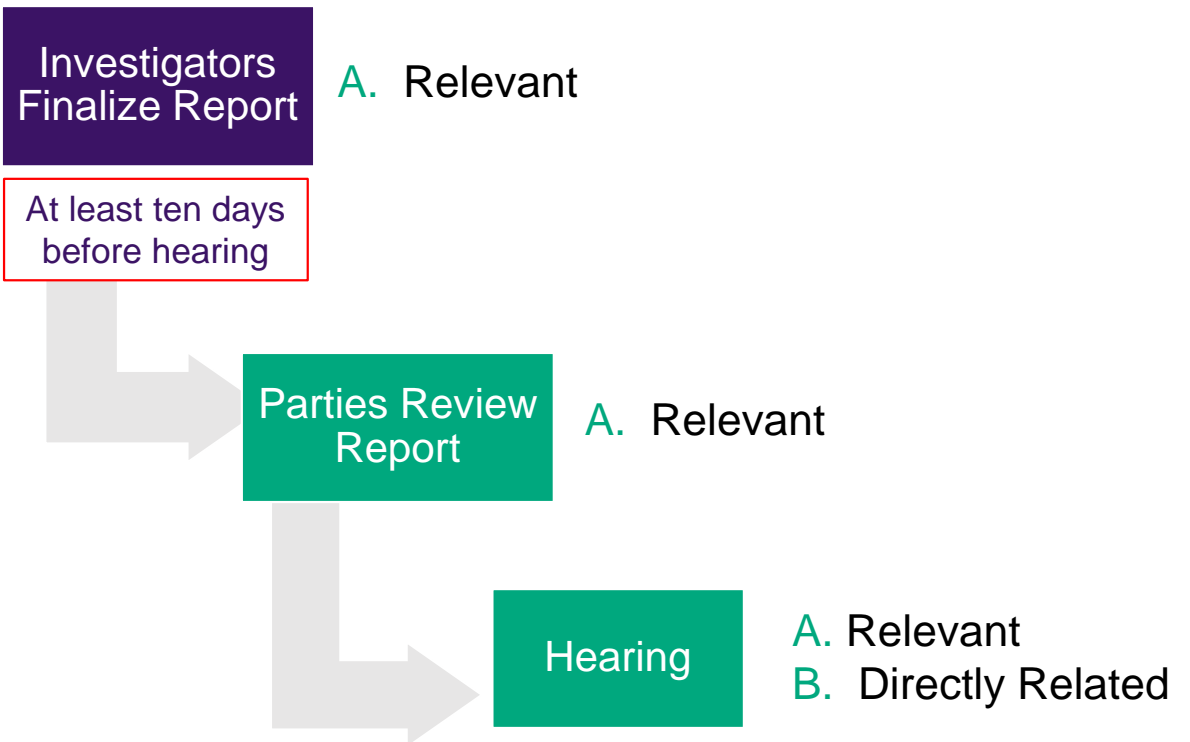 Investigators
Finalize Report
A. Relevant
At least ten days
before hearing
Parties Review
Report
A. Relevant
Hearing
A. Relevant
B. Directly Related